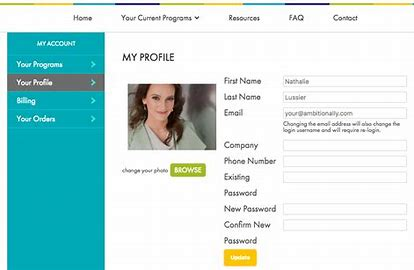 Home Your Current Programs Resources FAQ Contact
MY ACCOUNT
Your Programs
Your Profile
Billing
Your Orders
MY PROFILE
change your photo BROWSE
First Name Nathalie
Last Name Lussier
Email your@ambitionally.com
Changing the email address will also change the
login username and will require re-login.
Company
Phone Number
Existing
Password
New Password
Confirm New
Password
Update